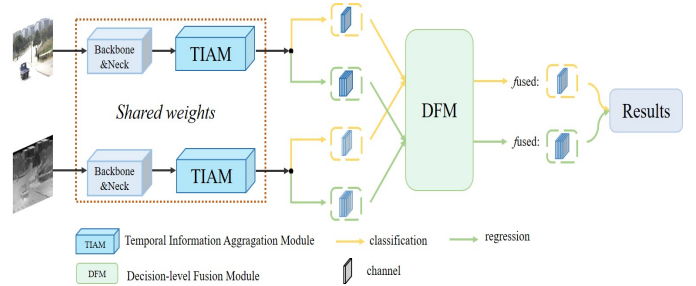 Backbone
&Neck
TIAM
Shared weights
Backbone
&Neck
TIAM
DFM
fused:
fused:
Results
TIAM
Temporal Information Aggragation Module
classification
regression
DFM
Decision-level Fusion Module
channel